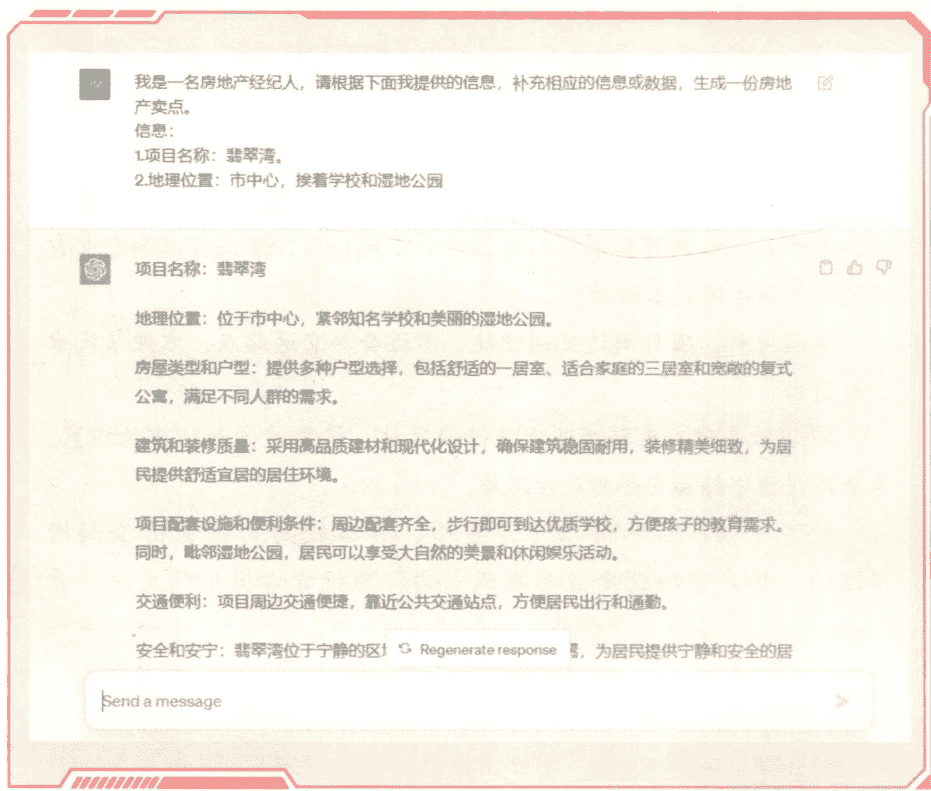 我是一名房地产经纪人，请根据下面我提供的信息，补充相应的信息或数据，生成一份房地
产卖点。
信息：
1.项目名称：翡翠湾。
2.地理位置：市中心，挨着学校和湿地公园
项目名称：翡翠湾
地理位置：位于市中心，紧邻知名学校和美丽的湿地公园。
房屋类型和户型：提供多种户型选择，包括舒适的一居室、适合家庭的三居室和宽敞的复式
公寓，满足不同人群的需求。
建筑和装修质量：采用高品质建材和现代化设计，确保建筑稳固耐用，装修精美细致，为居
民提供舒适宜居的居住环境。
项目配套设施和便利条件：周边配套齐全，步行即可到达优质学校，方便孩子的教育需求。
同时，毗邻湿地公园，居民可以享受大自然的美景和休闲娱乐活动。
交通便利：项目周边交通便捷，靠近公共交通站点，方便居民出行和通勤。
安全和安宁：翡翠湾位于宁静的区 Regenerate response ，为居民提供宁静和安全的居
Send a message